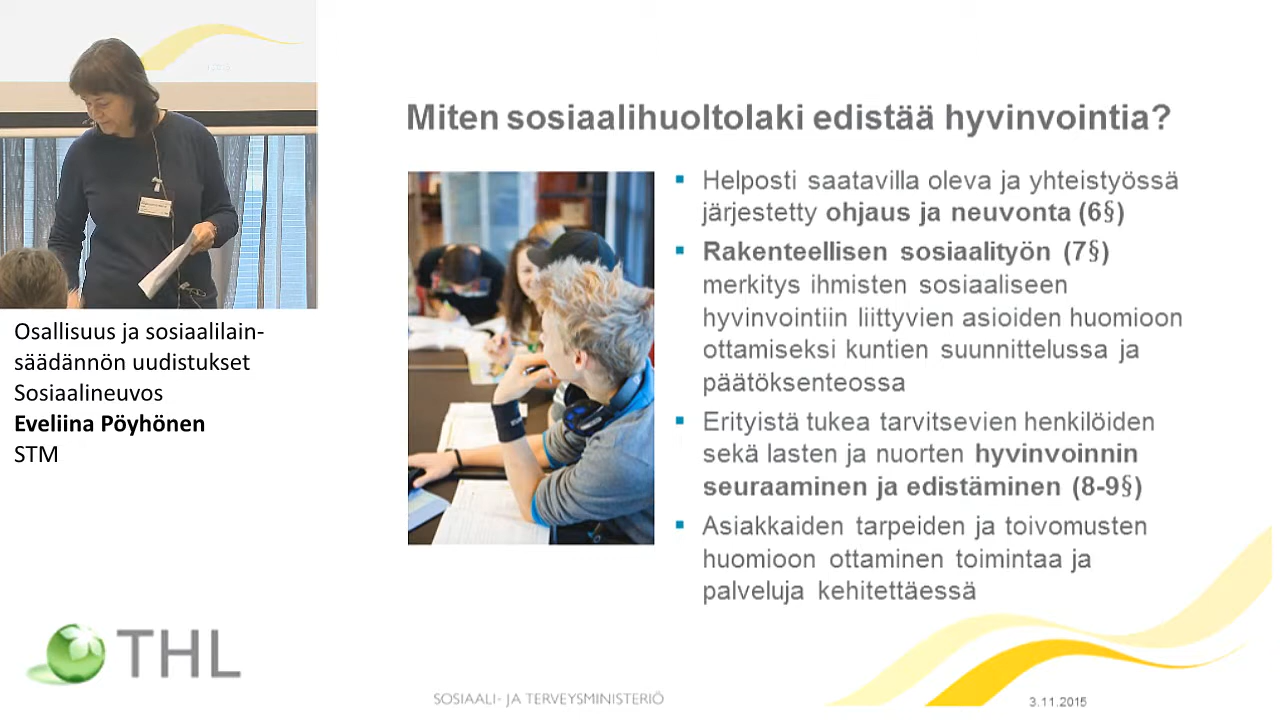 Miten sosiaalihuoltolaki edistää hyvinvointia?
Helposti saatavilla oleva ja yhteistyössä
järjestetty ohjaus ja neuvonta (6§)
Rakenteellisen sosiaalityön (7§)
merkitys ihmisten sosiaaliseen
hyvinvointiin liittyvien asioiden huomioon
ottamiseksi kuntien suunnittelussa ja
päätöksenteossa
Erityistä tukea tarvitsevien henkilöiden
sekä lasten ja nuorten hyvinvoinnin
seuraaminen ja edistäminen (8-9§)
Asiakkaiden tarpeiden ja toivomusten
huomioon ottaminen toimintaa ja
palveluja kehitettäessä
Osallisuus ja sosiaalilain-
säädännön uudistukset
Sosiaalineuvos
Eveliina Pöyhönen
STM
THL
SOSIAALI- JA TERVEYSMINISTERIÖ
3.11.2015